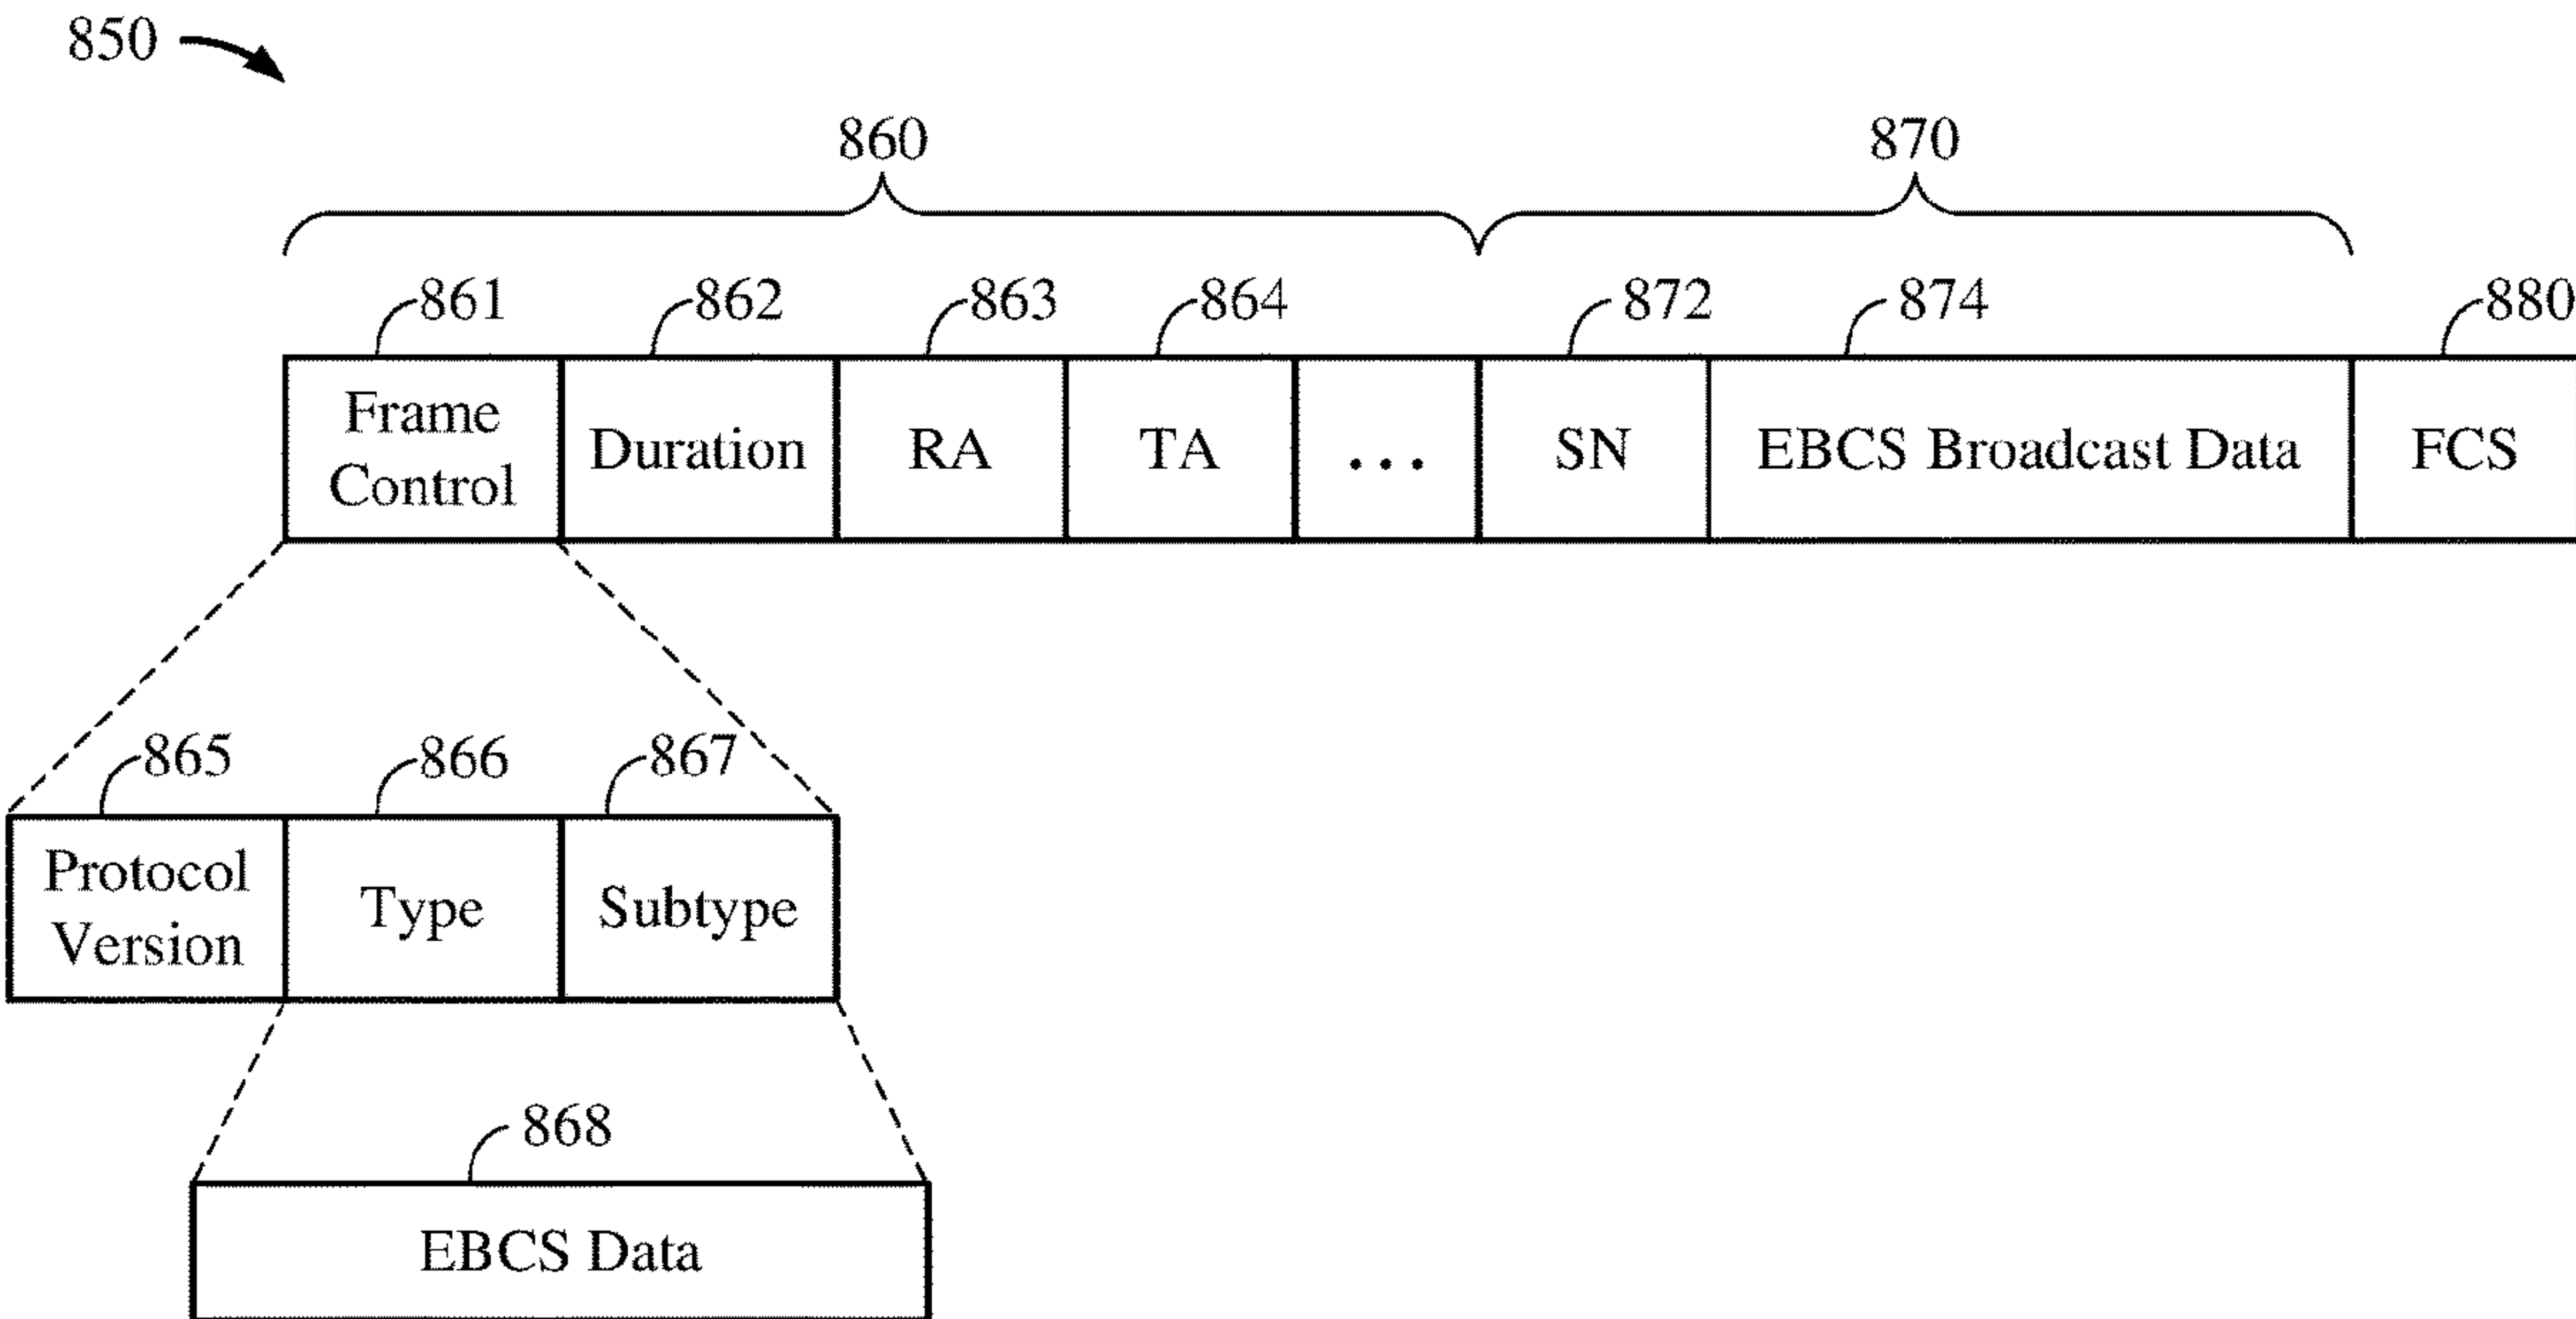 850
860 870
861 862 863 864 872 874 880
Frame
Control
Duration RA TA ... SN EBCS Broadcast Data FCS
865 866 867
Protocol
Version
Type Subtype
868
EBCS Data